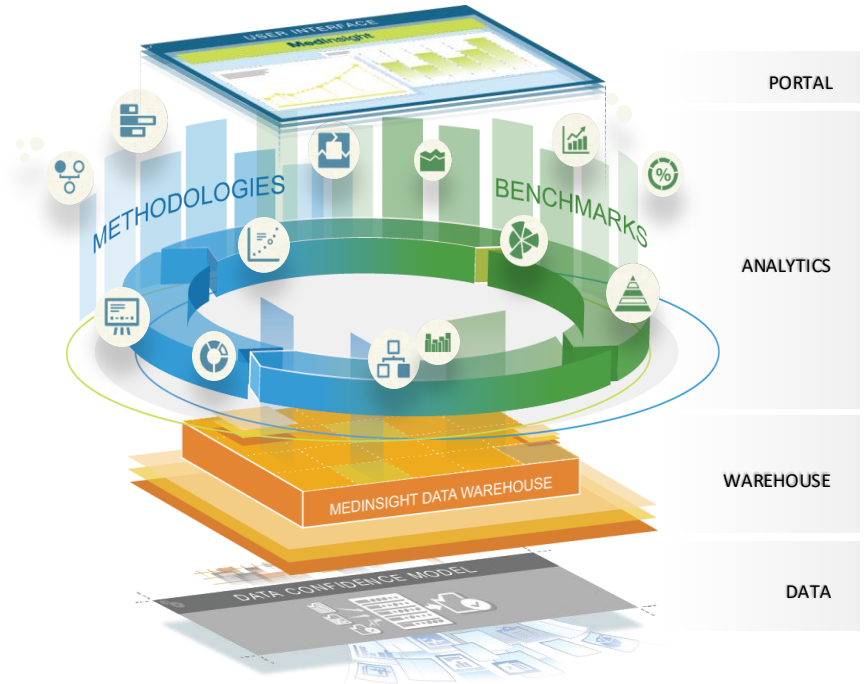 USER INTERFACE
MedInsight
PORTAL
METHODOLOGIES
BENCHMARKS
%
ANALYTICS
WAREHOUSE
MEDINSIGHT DATA WAREHOUSE
DATA CONFIDENCE MODEL
DATA